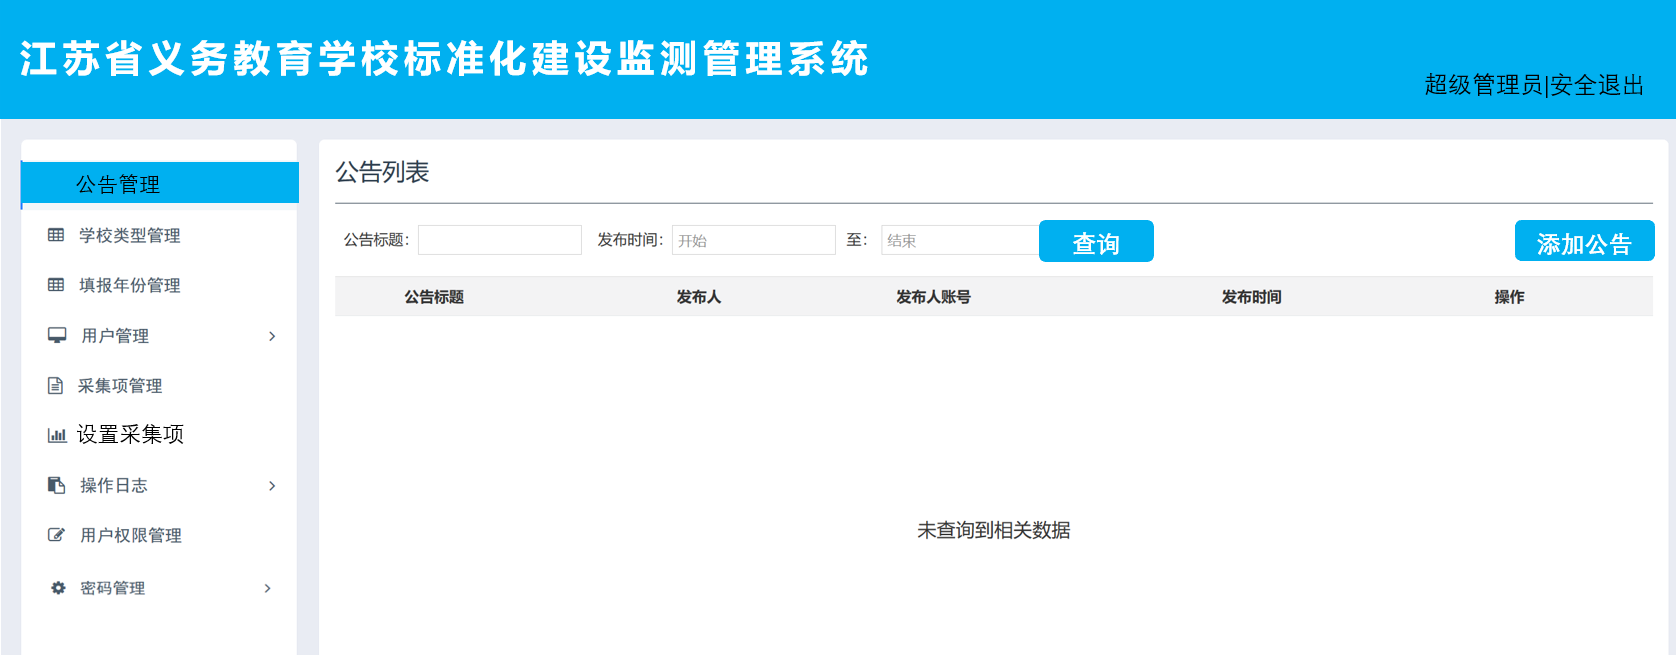 江苏省义务教育学校标准化建设监测管理系统
超级管理员|安全退出
公告管理
学校类型管理
填报年份管理
用户管理
采集项管理
设置采集项
操作日志
用户权限管理
密码管理
公告列表
公告标题： 发布时间： 开始 至： 结束 查询 添加公告
公告标题 发布人 发布人账号 发布时间 操作
未查询到相关数据